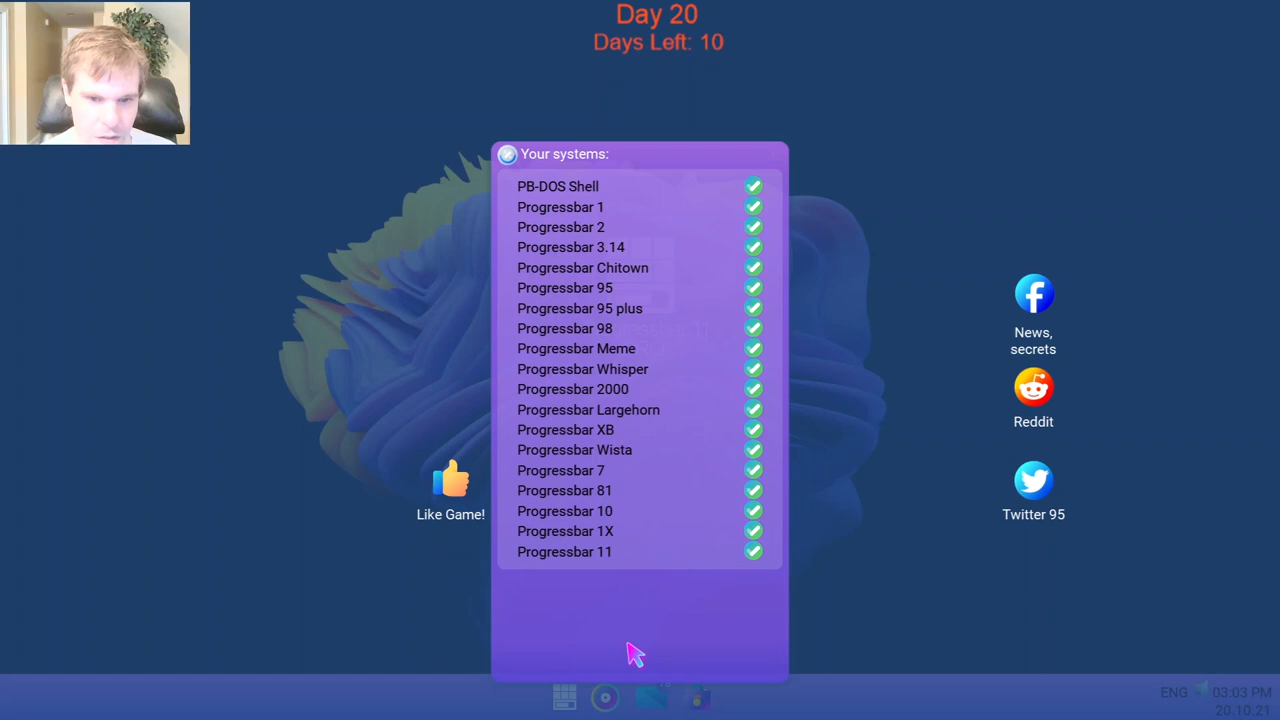 Day 20
Days Left: 10
Your systems:
PB-DOS Shell
Progressbar 1
Progressbar 2
Progressbar 3.14
Progressbar Chitown
Progressbar 95
Progressbar 95 plus
Progressbar 98
Progressbar Meme
Progressbar Whisper
Progressbar 2000
Progressbar Largehorn
Progressbar XB
Progressbar Wista
Progressbar 7
Progressbar 81
Progressbar 10
Progressbar 1X
Progressbar 11
Like Game!
News,
secrets
Reddit
Twitter 95
ENG
03:03 PM
20.10.21